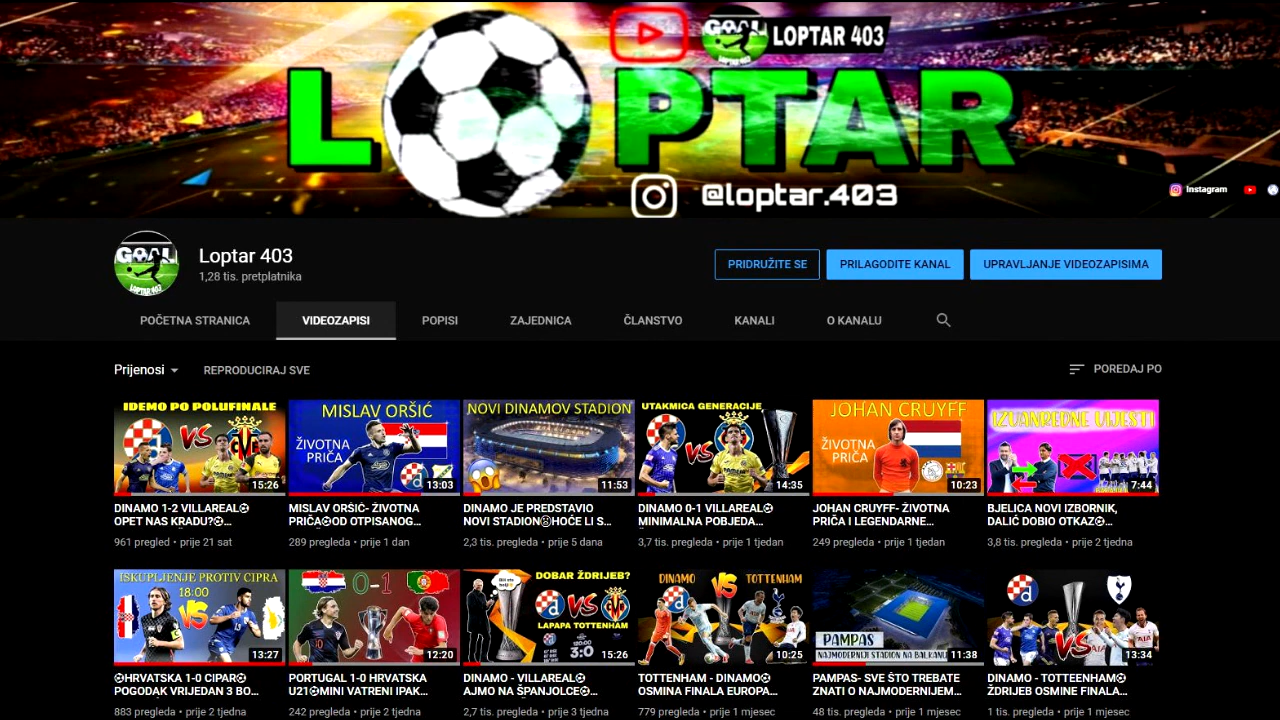 GOAL
LOPTAR 403
LOPTAR
@loptar.403
Instagram
GOAL
LOPTAR 403
Loptar 403
1,28 tis. pretplatnika
PRIDRUŽITE SE
PRILAGODITE KANAL
UPRAVLJANJE VIDEOZAPISIMA
POČETNA STRANICA
VIDEOZAPISI
POPISI
ZAJEDNICA
ČLANSTVO
KANALI
O KANALU
Prijenosi
REPRODUCIRAJ SVE
POREDAJ PO
IDEMO PO POLUFINALE
VS
15:26
DINAMO 1-2 VILLAREAL⚽
OPET NAS KRADU?⚽...
961 pregled • prije 21 sat
MISLAV ORŠIĆ
ŽIVOTNA
PRIČA
13:03
MISLAV ORŠIĆ- ŽIVOTNA
PRIČA⚽OD OTPISANOG...
289 pregleda • prije 1 dan
NOVI DINAMOV STADION
11:53
DINAMO JE PREDSTAVIO
NOVI STADION😱HOĆE LI S...
2,3 tis. pregleda • prije 5 dana
UTAKMICA GENERACIJE
VS
14:35
DINAMO 0-1 VILLAREAL⚽
MINIMALNA POBJEDA...
3,7 tis. pregleda • prije 1 tjedan
JOHAN CRUYFF
ŽIVOTNA
PRIČA
10:23
JOHAN CRUYFF- ŽIVOTNA
PRIČA I LEGENDARNE...
249 pregleda • prije 1 tjedan
IZVANREDNE VIJESTI
7:44
BJELICA NOVI IZBORNIK,
DALIĆ DOBIO OTKAZ⚽...
3,8 tis. pregleda • prije 2 tjedna
ISKUPLJENJE PROTIV CIPRA
18:00
VS
13:27
⚽HRVATSKA 1-0 CIPAR⚽
POGODAK VRIJEDAN 3 BO...
883 pregleda • prije 2 tjedna
0-1
12:20
PORTUGAL 1-0 HRVATSKA
U21⚽MINI VATRENI IPAK...
242 pregleda • prije 2 tjedna
DOBAR ŽDRIJEB?
VS
LAPAPA TOTTENHAM
3:0
15:26
DINAMO - VILLAREAL⚽
AJMO NA ŠPANJOLCE⚽...
2,7 tis. pregleda • prije 3 tjedna
DINAMO
VS
TOTTENHAM
10:25
TOTTENHAM - DINAMO⚽
OSMINA FINALA EUROPA...
779 pregleda • prije 1 mjesec
PAMPAS
NAJMODERNIJI STADION NA BALKANU
11:38
PAMPAS- SVE ŠTO TREBATE
ZNATI O NAJMODERNIJEM...
48 tis. pregleda • prije 1 mjesec
VS
13:34
DINAMO - TOTTEENHAM⚽
ŽDRIJEB OSMINE FINALA...
1 tis. pregleda • prije 1 mjesec